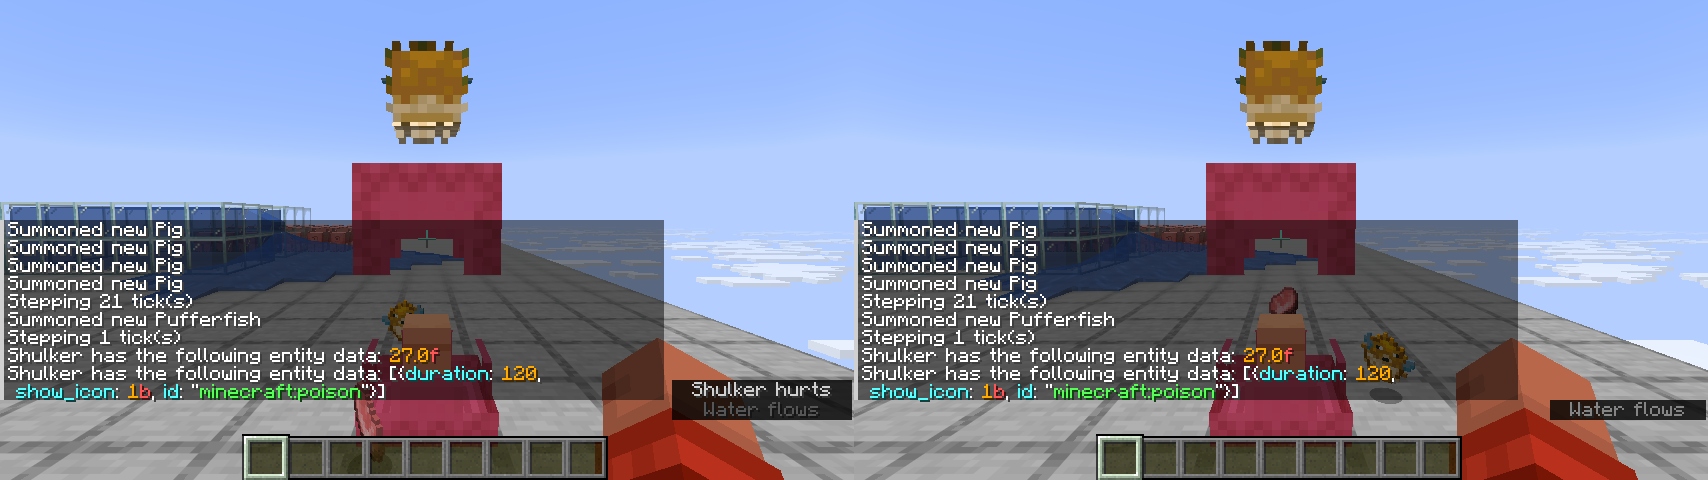 Summoned new Pig
Summoned new Pig
Summoned new Pig
Summoned new Pig
Stepping 21 tick(s)
Summoned new Pufferfish
Stepping 1 tick(s)
Shulker has the following entity data: 27.0f
Shulker has the following entity data: [{duration: 120,
show_icon: 1b, id: "minecraft:poison"}]
Shulker hurts
Water flows
Summoned new Pig
Summoned new Pig
Summoned new Pig
Summoned new Pig
Stepping 21 tick(s)
Summoned new Pufferfish
Stepping 1 tick(s)
Shulker has the following entity data: 27.0f
Shulker has the following entity data: [{duration: 120,
show_icon: 1b, id: "minecraft:poison"}]
Water flows